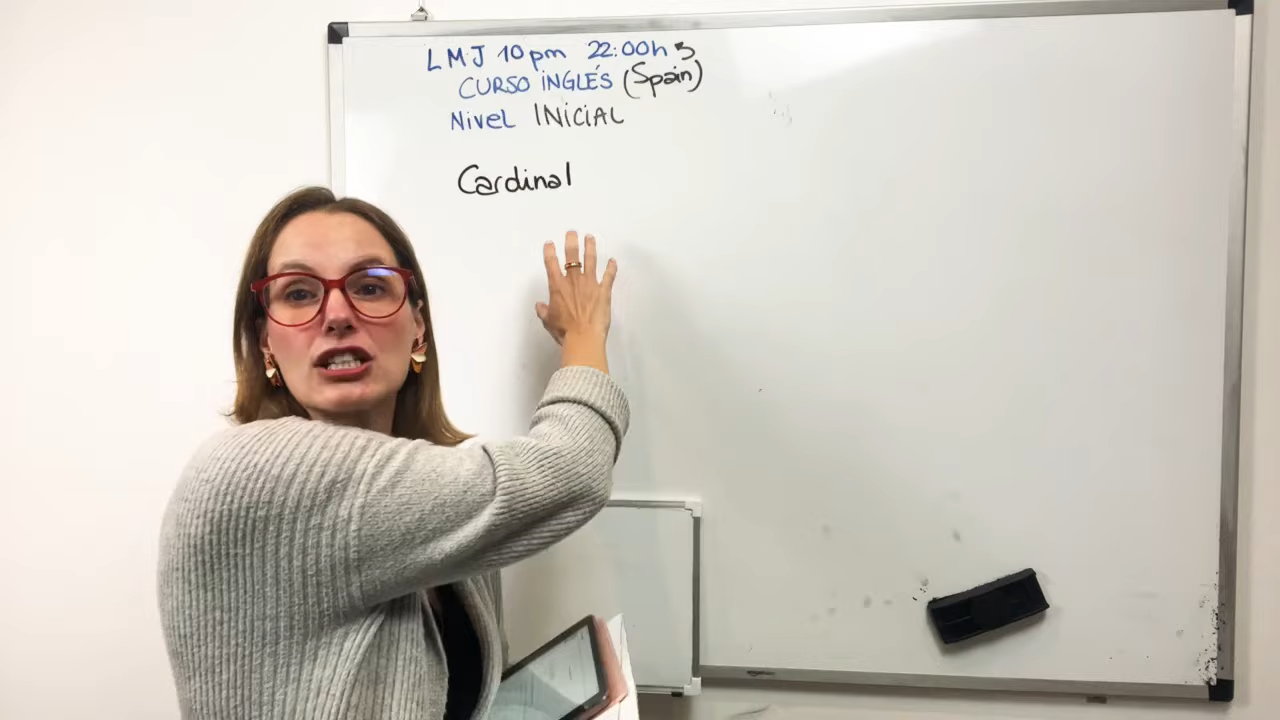 LMJ 10pm 22:00h
CURSO INGLÉS (Spain)
Nivel INICIAL
Cardinal